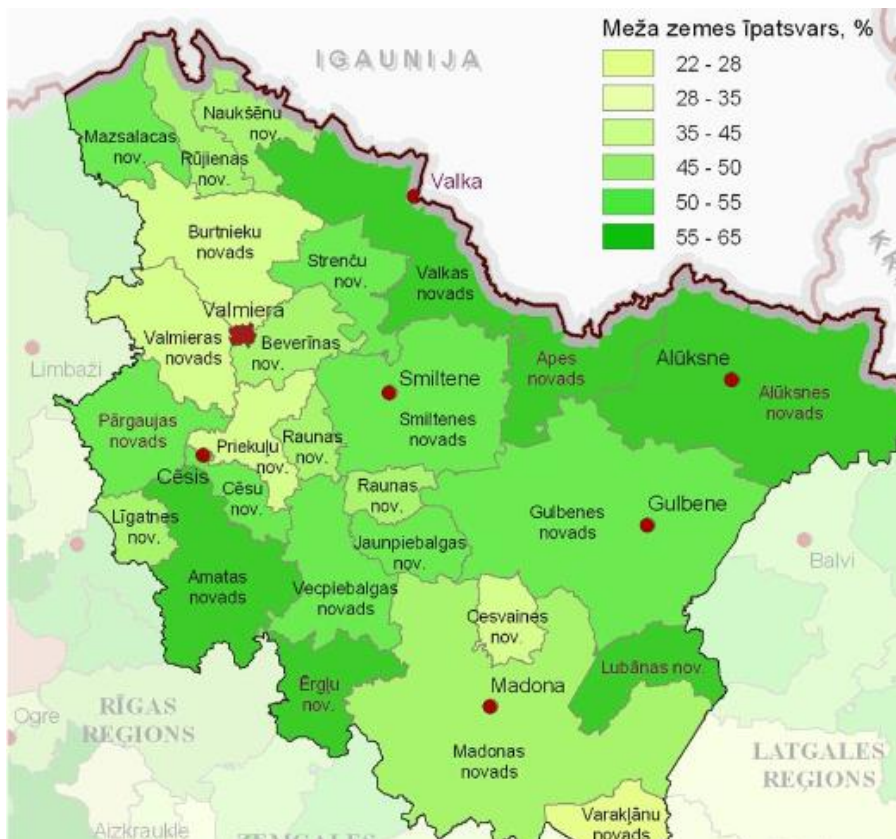 Meža zemes īpatsvars, %
22 - 28
28 - 35
35 - 45
45 - 50
50 - 55
55 - 65
IGAUNIJA
Naukšēnu
nov.
Mazsalacas
nov.
Rūjienas
nov.
Valka
Burtnieku
novads
Strenču
nov.
Valkas
novads
Valmiera
Valmieras
novads
Beverīnas
nov.
Limbaži
Apes
novads
Alūksne
Alūksnes
novads
Smiltene
Smiltenes
novads
Pārgaujas
novads
Priekuļu
nov.
Raunas
nov.
Cēsis
Cēsu
nov.
Raunas
nov.
Gulbene
Gulbenes
novads
Līgatnes
nov.
Jaunpiebalgas
nov.
Balvi
Amatas
novads
Vecpiebalgas
novads
Cesvaines
nov.
Lubānas nov.
Ērgļu
nov.
Madona
Madonas
novads
Ogre
RĪGAS
REGIONS
LATGALES
REĢIONS
Varakļānu
novads
Aizkraukle
ZEMGALES